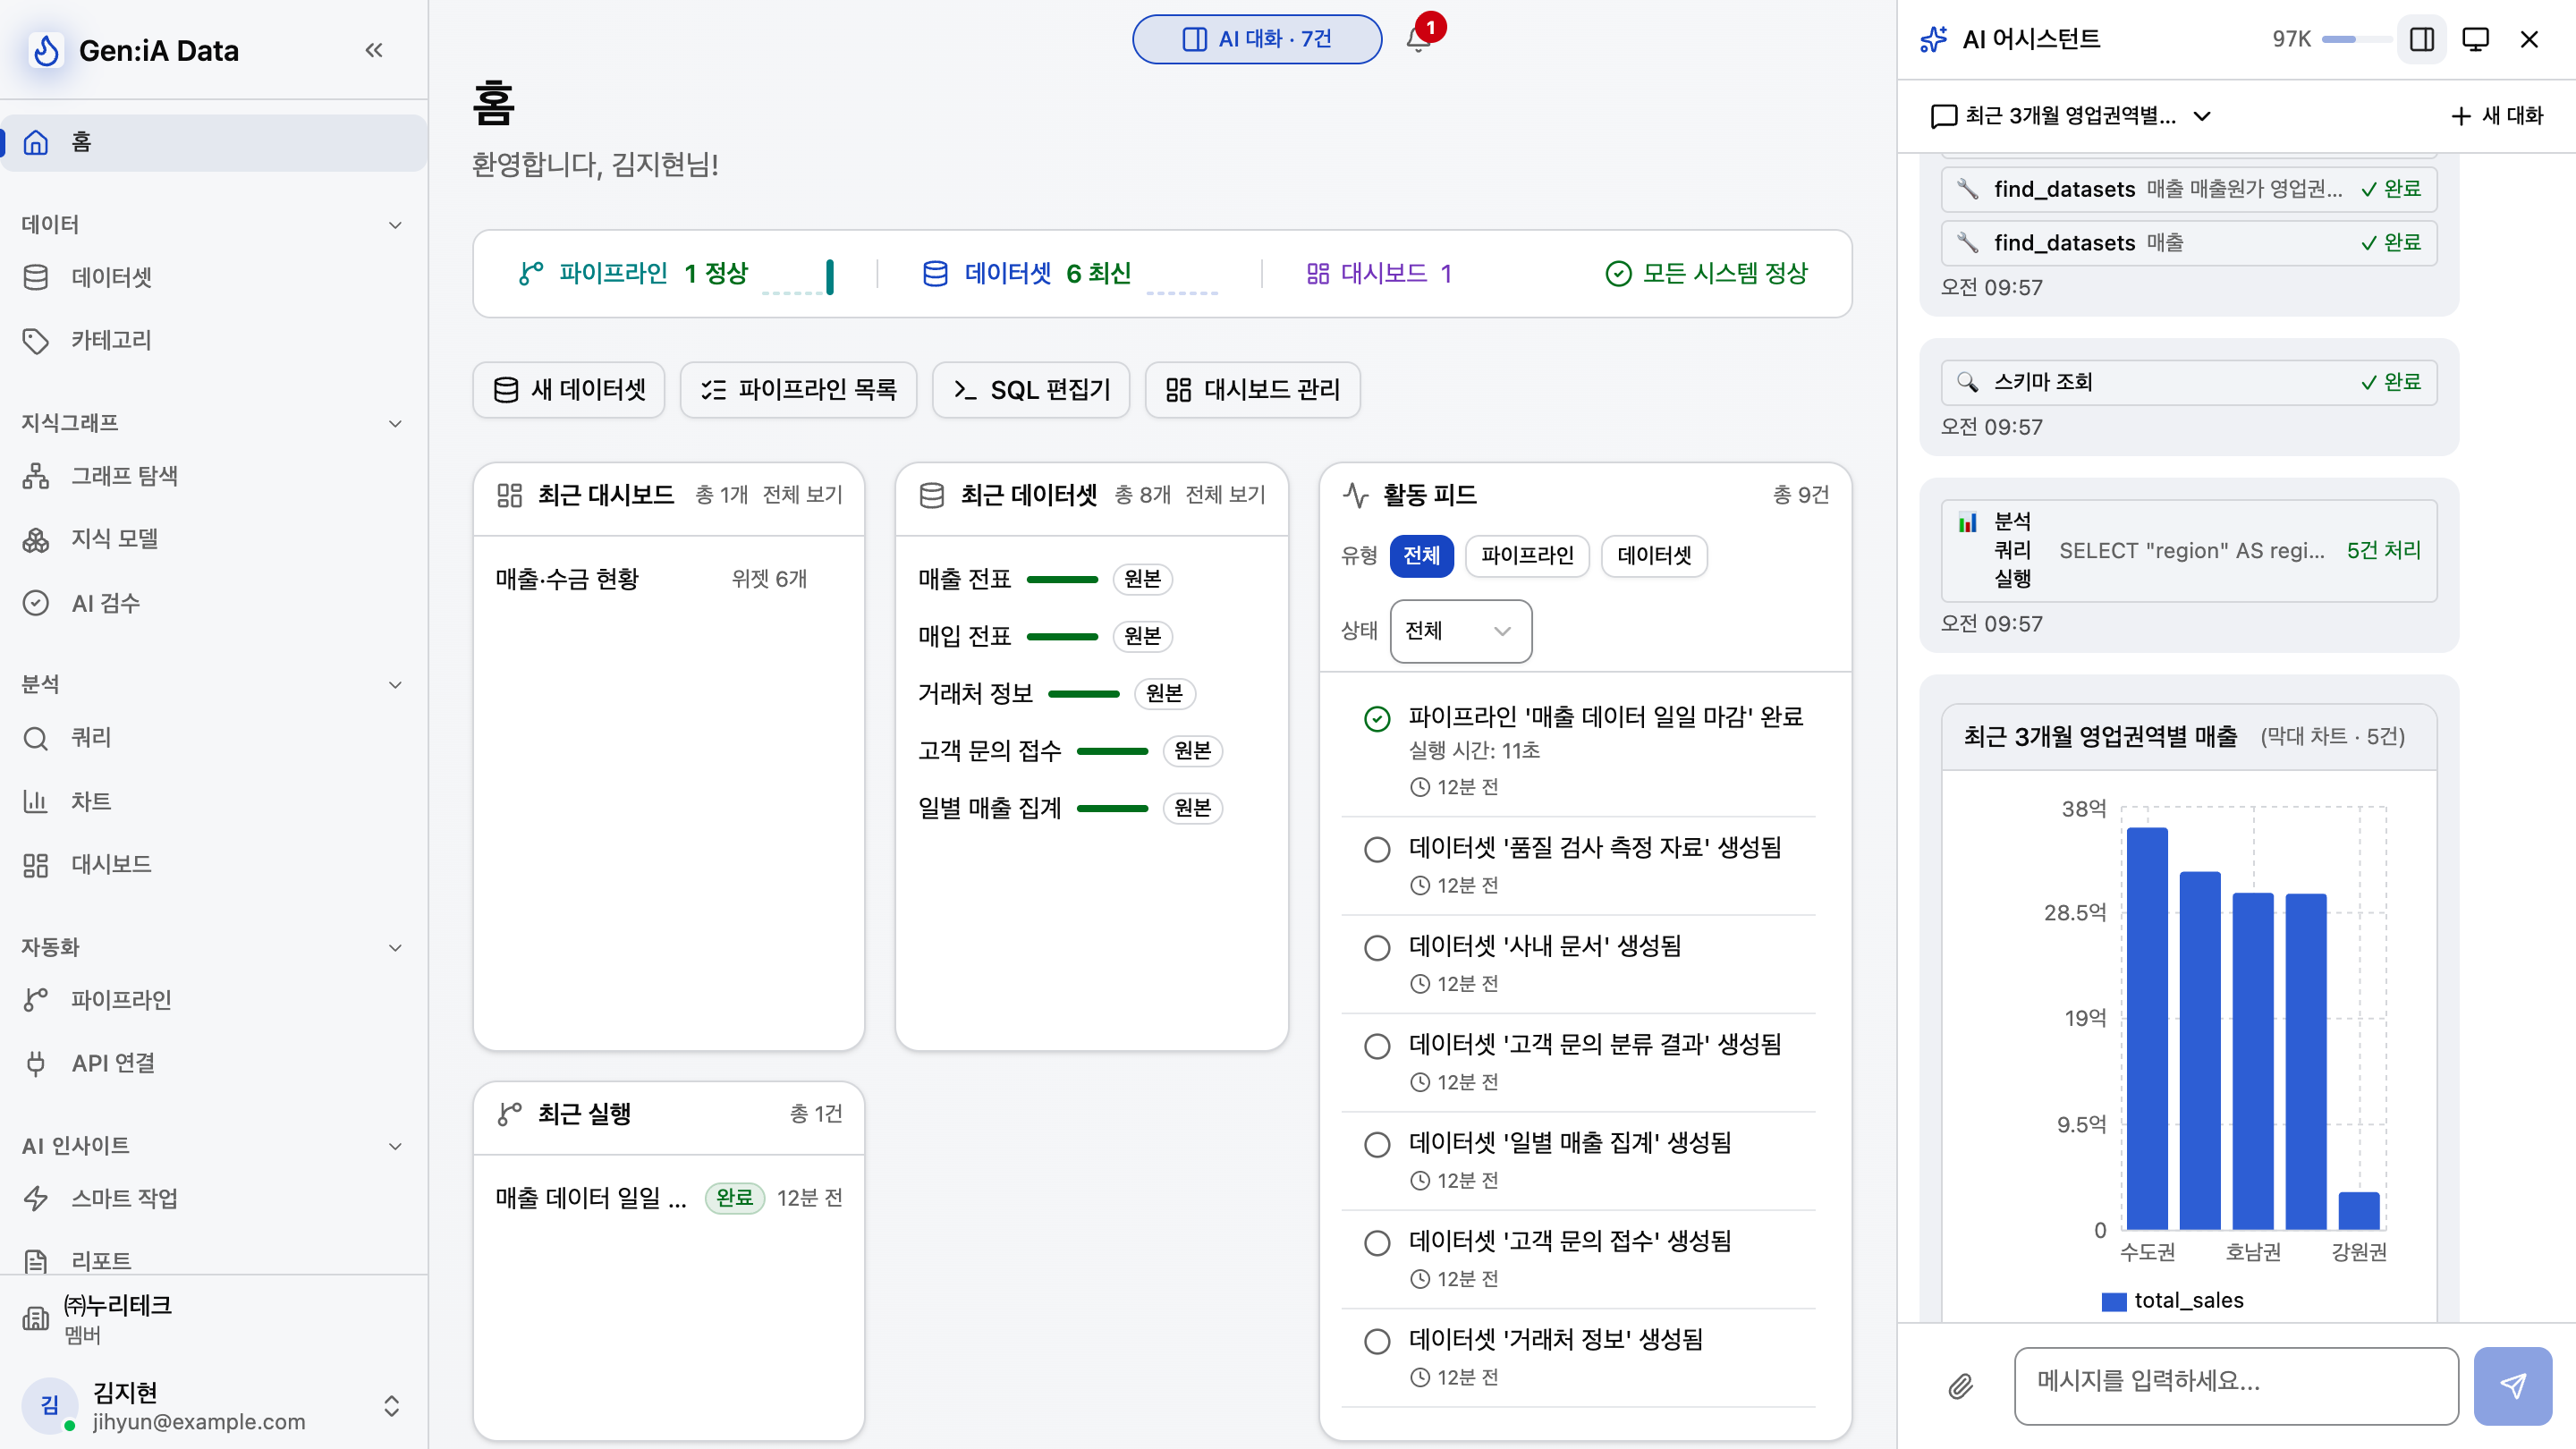 Gen:iA Data
홈
데이터
데이터셋
카테고리
지식그래프
그래프 탐색
지식 모델
AI 검수
분석
쿼리
차트
대시보드
자동화
파이프라인
API 연결
AI 인사이트
스마트 작업
리포트
㈜누리테크
멤버
김
김지현
jihyun@example.com
AI 대화 · 7건
1
홈
환영합니다, 김지현님!
파이프라인 1 정상
데이터셋 6 최신
대시보드 1
모든 시스템 정상
새 데이터셋
파이프라인 목록
SQL 편집기
대시보드 관리
최근 대시보드 총 1개 전체 보기
매출·수금 현황 위젯 6개
최근 데이터셋 총 8개 전체 보기
매출 전표 원본
매입 전표 원본
거래처 정보 원본
고객 문의 접수 원본
일별 매출 집계 원본
최근 실행 총 1건
매출 데이터 일일 ... 완료 12분 전
활동 피드 총 9건
유형 전체 파이프라인 데이터셋
상태 전체
파이프라인 '매출 데이터 일일 마감' 완료
실행 시간: 11초
12분 전
데이터셋 '품질 검사 측정 자료' 생성됨
12분 전
데이터셋 '사내 문서' 생성됨
12분 전
데이터셋 '고객 문의 분류 결과' 생성됨
12분 전
데이터셋 '일별 매출 집계' 생성됨
12분 전
데이터셋 '고객 문의 접수' 생성됨
12분 전
데이터셋 '거래처 정보' 생성됨
12분 전
AI 어시스턴트 97K
최근 3개월 영업권역별... 새 대화
find_datasets 매출 매출원가 영업권... 완료
find_datasets 매출 완료
오전 09:57
스키마 조회 완료
오전 09:57
분석
쿼리
실행
SELECT "region" AS regi... 5건 처리
오전 09:57
최근 3개월 영업권역별 매출 (막대 차트 · 5건)
38억
28.5억
19억
9.5억
0
수도권 호남권 강원권
total_sales
메시지를 입력하세요...